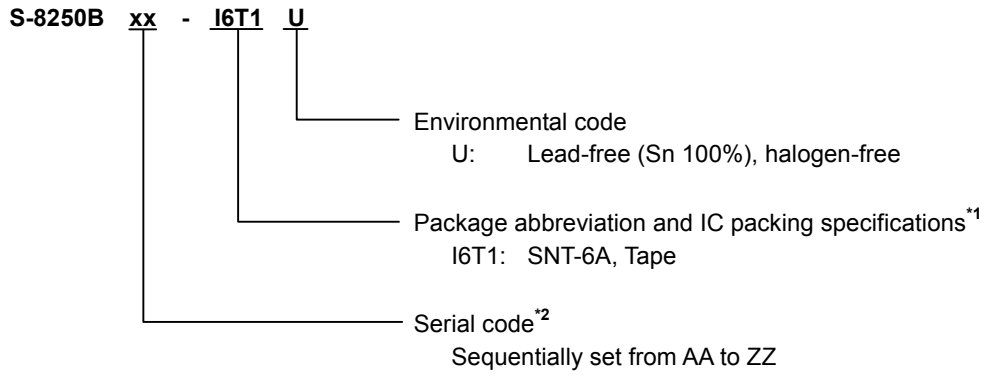 S-8250B xx - I6T1 U
Environmental code
U: Lead-free (Sn 100%), halogen-free
Package abbreviation and IC packing specifications*1
I6T1: SNT-6A, Tape
Serial code*2
Sequentially set from AA to ZZ